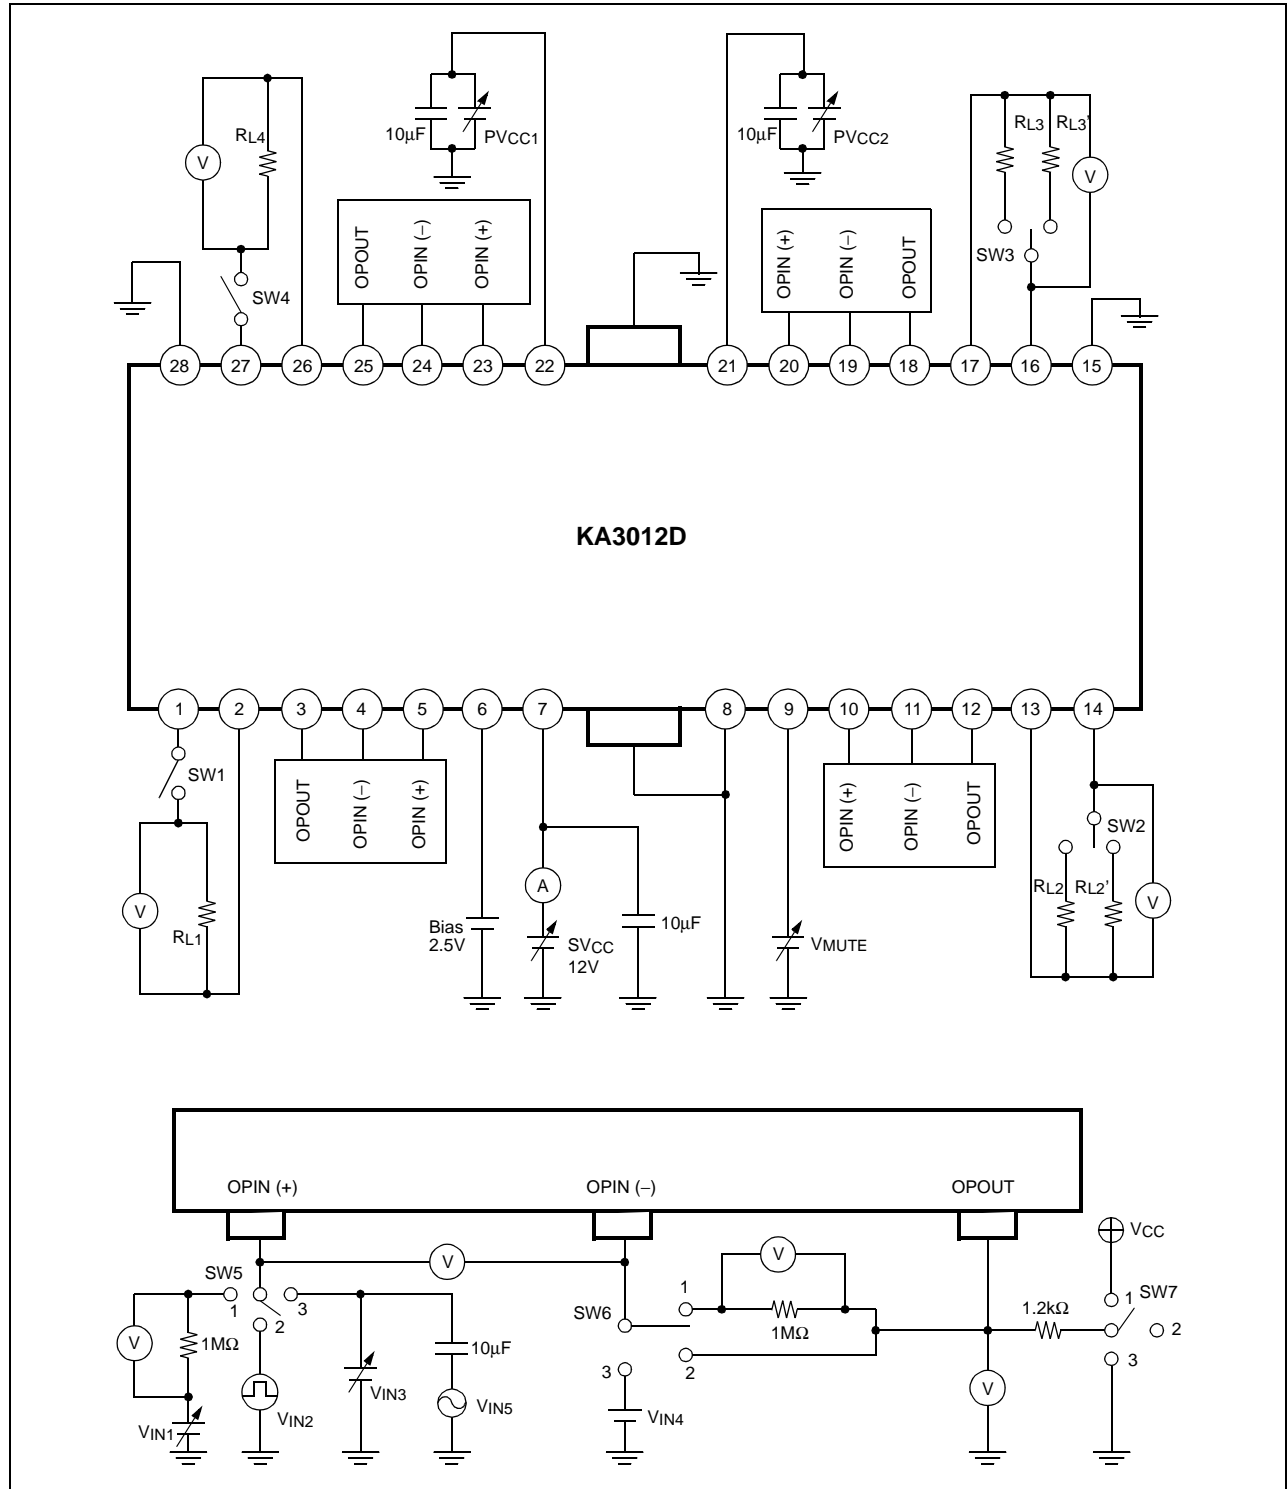 10μF
PVCC1
10μF
PVCC2
RL4
V
RL3
RL3'
V
SW3
SW4
OPOUT
OPIN (−)
OPIN (+)
OPIN (+)
OPIN (−)
OPOUT
28
27
26
25
24
23
22
21
20
19
18
17
16
15
KA3012D
1
2
3
4
5
6
7
8
9
10
11
12
13
14
SW1
OPOUT
OPIN (−)
OPIN (+)
OPIN (+)
OPIN (−)
OPOUT
SW2
V
RL1
A
Bias
2.5V
SVCC
12V
10μF
VMUTE
RL2
RL2'
V
OPIN (+)
OPIN (−)
OPOUT
VCC
V
V
SW5
1
2
3
V
1MΩ
VIN1
VIN2
VIN3
10μF
VIN5
SW6
1
2
3
1MΩ
VIN4
V
1.2kΩ
SW7
1
2
3